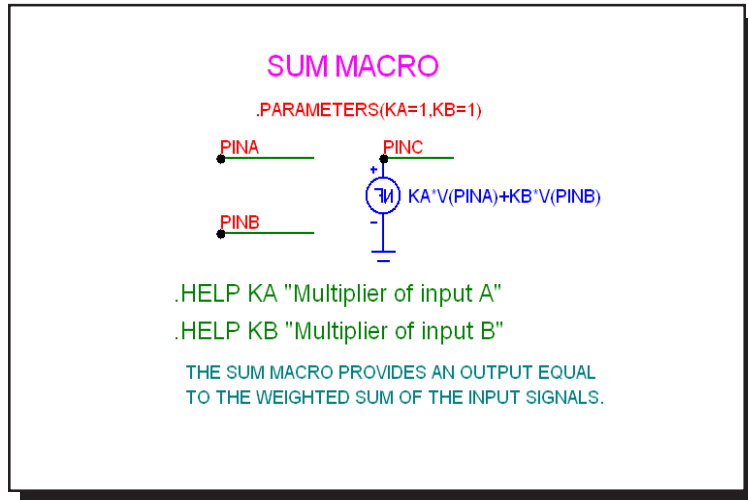 SUM MACRO
.PARAMETERS(KA=1,KB=1)
PINA
PINC
+
NF KA*V(PINA)+KB*V(PINB)
-
PINB
.HELP KA "Multiplier of input A"
.HELP KB "Multiplier of input B"
THE SUM MACRO PROVIDES AN OUTPUT EQUAL
TO THE WEIGHTED SUM OF THE INPUT SIGNALS.